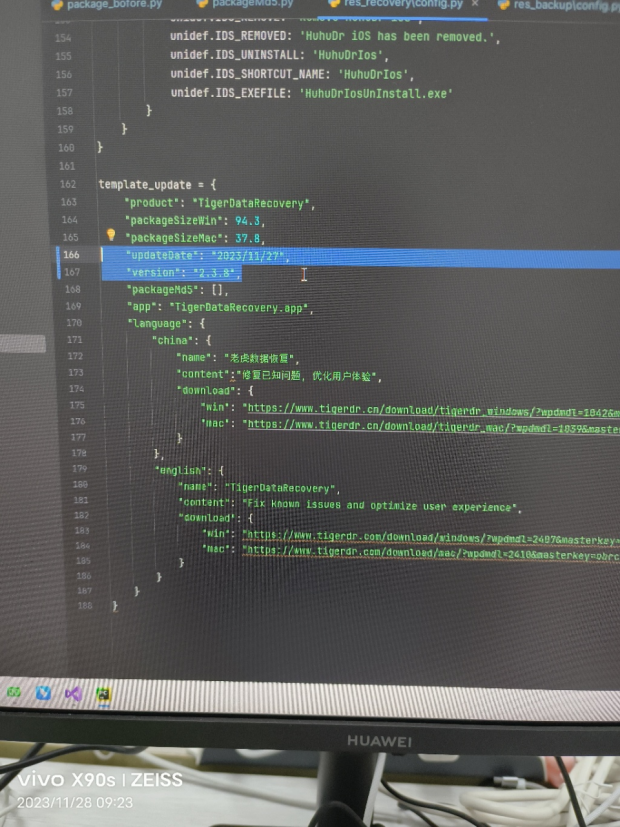 package_bofore.py packageMd5.py res_recovery\config.py × res_backup\config.py
154 unidef.IDS_REMOVED: 'HuhuDr iOS has been removed.',
155 unidef.IDS_UNINSTALL: 'HuhuDrIos',
156 unidef.IDS_SHORTCUT_NAME: 'HuhuDrIos',
157 unidef.IDS_EXEFILE: 'HuhuDrIosUnInstall.exe'
158 }
159 }
160 }
161
162 template_update = {
163 "product": "TigerDataRecovery",
164 "packageSizeWin": 94.3,
165 "packageSizeMac": 37.8,
166 "updateDate": "2023/11/27",
167 "version": "2.3.8",
168 "packageMd5": [],
169 "app": "TigerDataRecovery.app",
170 "language": {
171 "china": {
172 "name": "老虎数据恢复",
173 "content":"修复已知问题, 优化用户体验",
174 "download": {
175 "win": "https://www.tigerdr.cn/download/tigerdr_windows/?wpdmdl=1042&m
176 "mac": "https://www.tigerdr.cn/download/tigerdr_mac/?wpdmdl=1039&master
177 }
178 },
179 "english": {
180 "name": "TigerDataRecovery",
181 "content": "Fix known issues and optimize user experience",
182 "download": {
183 "win": "https://www.tigerdr.com/download/windows/?wpdmdl=2407&masterkey=
184 "mac": "https://www.tigerdr.com/download/mac/?wpdmdl=2410&masterkey=
185 }
186 }
187 }
188 }
HUAWEI
vivo X90s | ZEISS
2023/11/28 09:23